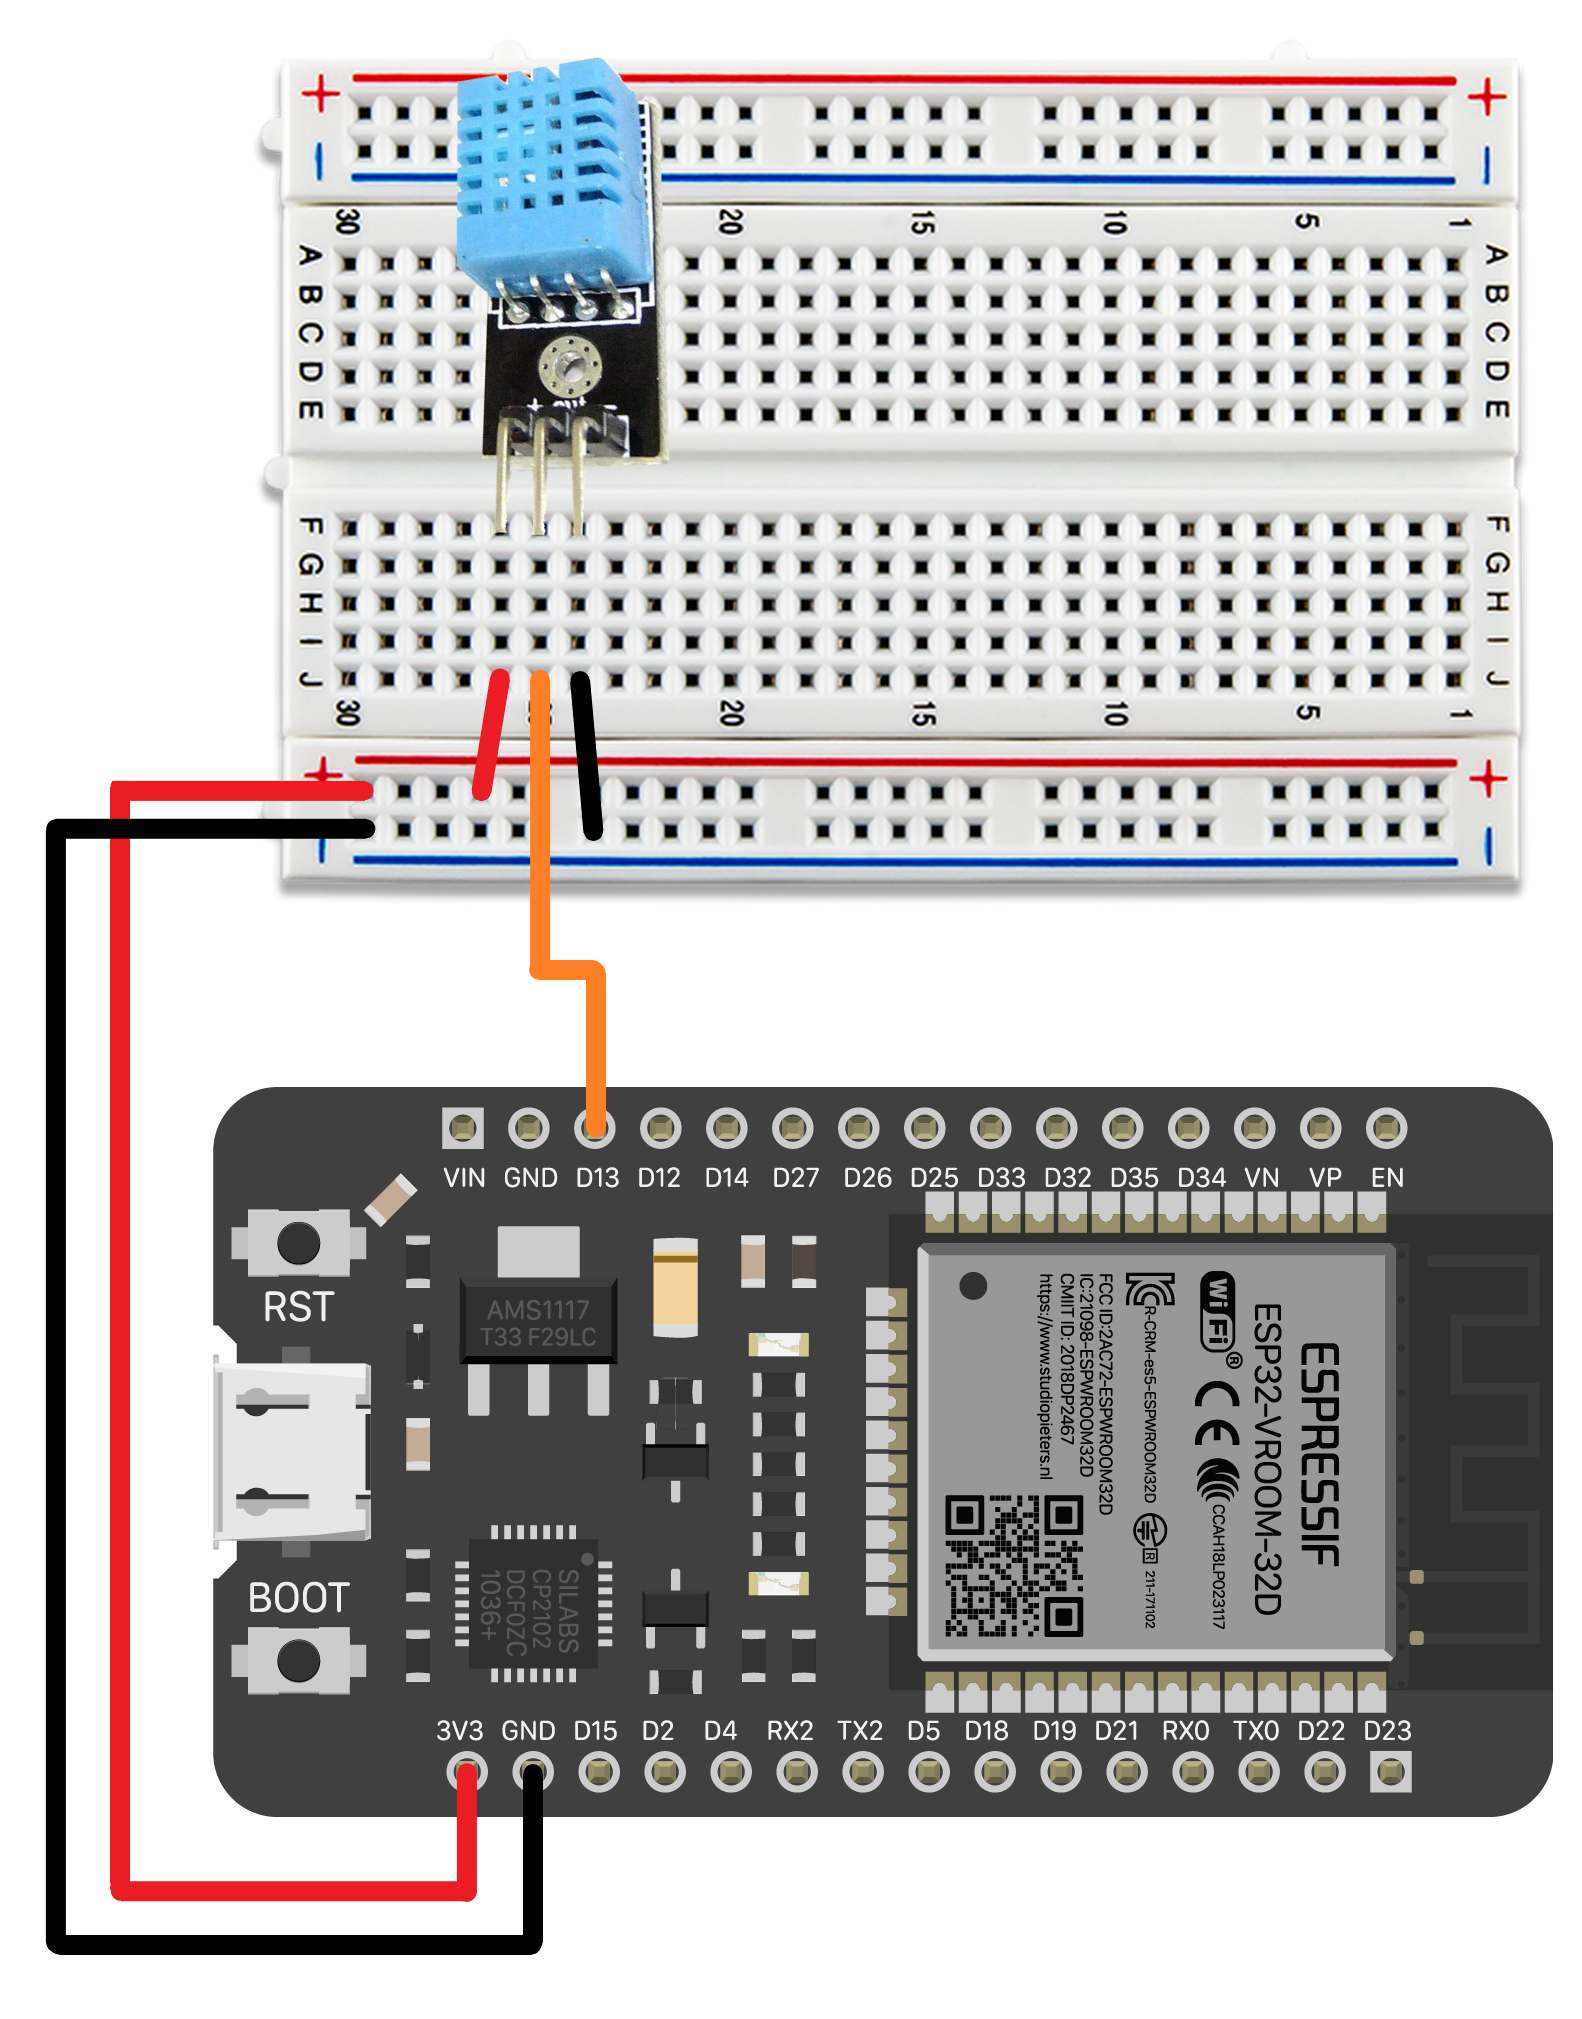 + +
- -
30 20 15 10 5 1
A A
B B
C C
D D
E E
+ out -
F F
G G
H H
I I
J J
30 20 15 10 5 1
+ +
- -
VIN GND D13 D12 D14 D27 D26 D25 D33 D32 D35 D34 VN VP EN
RST
AMS1117
T33 F29LC
BOOT
SILABS
CP2102
DCF0ZC
1036+
ESPRESSIF
ESP32-VROOM-32D
WiFi®
CE
CCAH18LP023117
R-CRM-es5-ESPWROOM32D
R 211-171102
FCC ID:2AC72-ESPWROOM32D
IC:21098-ESPWROOM32D
CMIIT ID: 2018DP2467
https://www.studiopieters.nl
3V3 GND D15 D2 D4 RX2 TX2 D5 D18 D19 D21 RX0 TX0 D22 D23